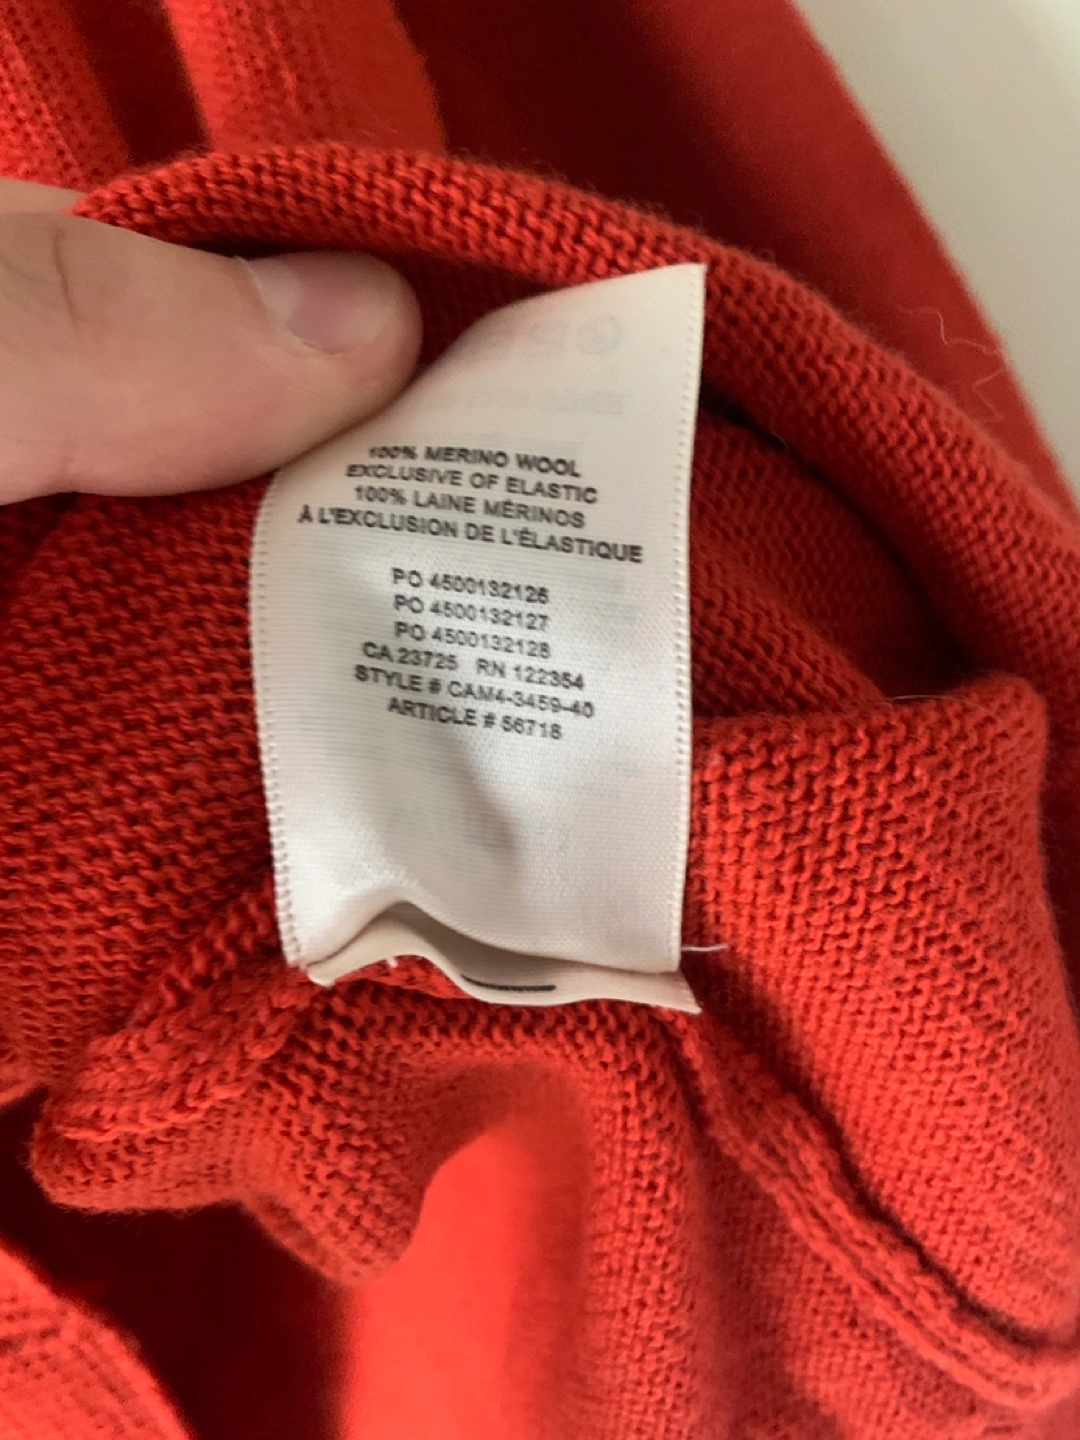 100% MERINO WOOL
EXCLUSIVE OF ELASTIC
100% LAINE MÉRINOS
À L'EXCLUSION DE L'ÉLASTIQUE
PO 4500132126
PO 4500132127
PO 4500132128
CA 23725 RN 122354
STYLE # CAM4-3459-40
ARTICLE # 56718